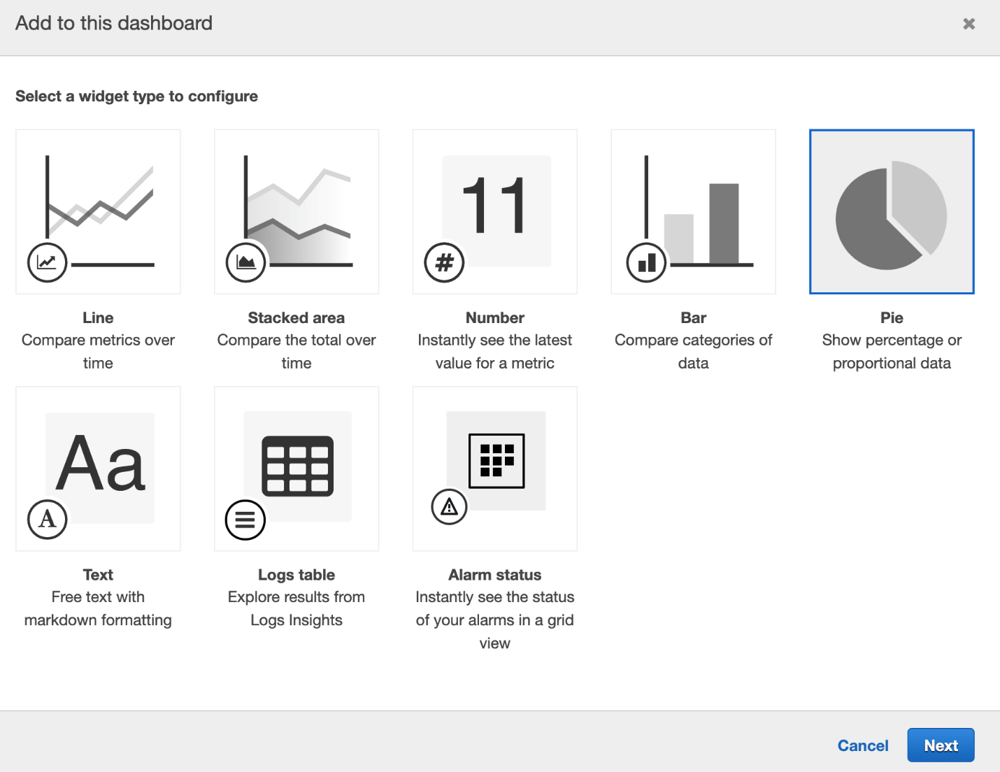 Add to this dashboard
Select a widget type to configure
11
#
Line
Compare metrics over
time
Stacked area
Compare the total over
time
Number
Instantly see the latest
value for a metric
Bar
Compare categories of
data
Pie
Show percentage or
proportional data
Aa
A
Text
Free text with
markdown formatting
Logs table
Explore results from
Logs Insights
Alarm status
Instantly see the status
of your alarms in a grid
view
Cancel
Next